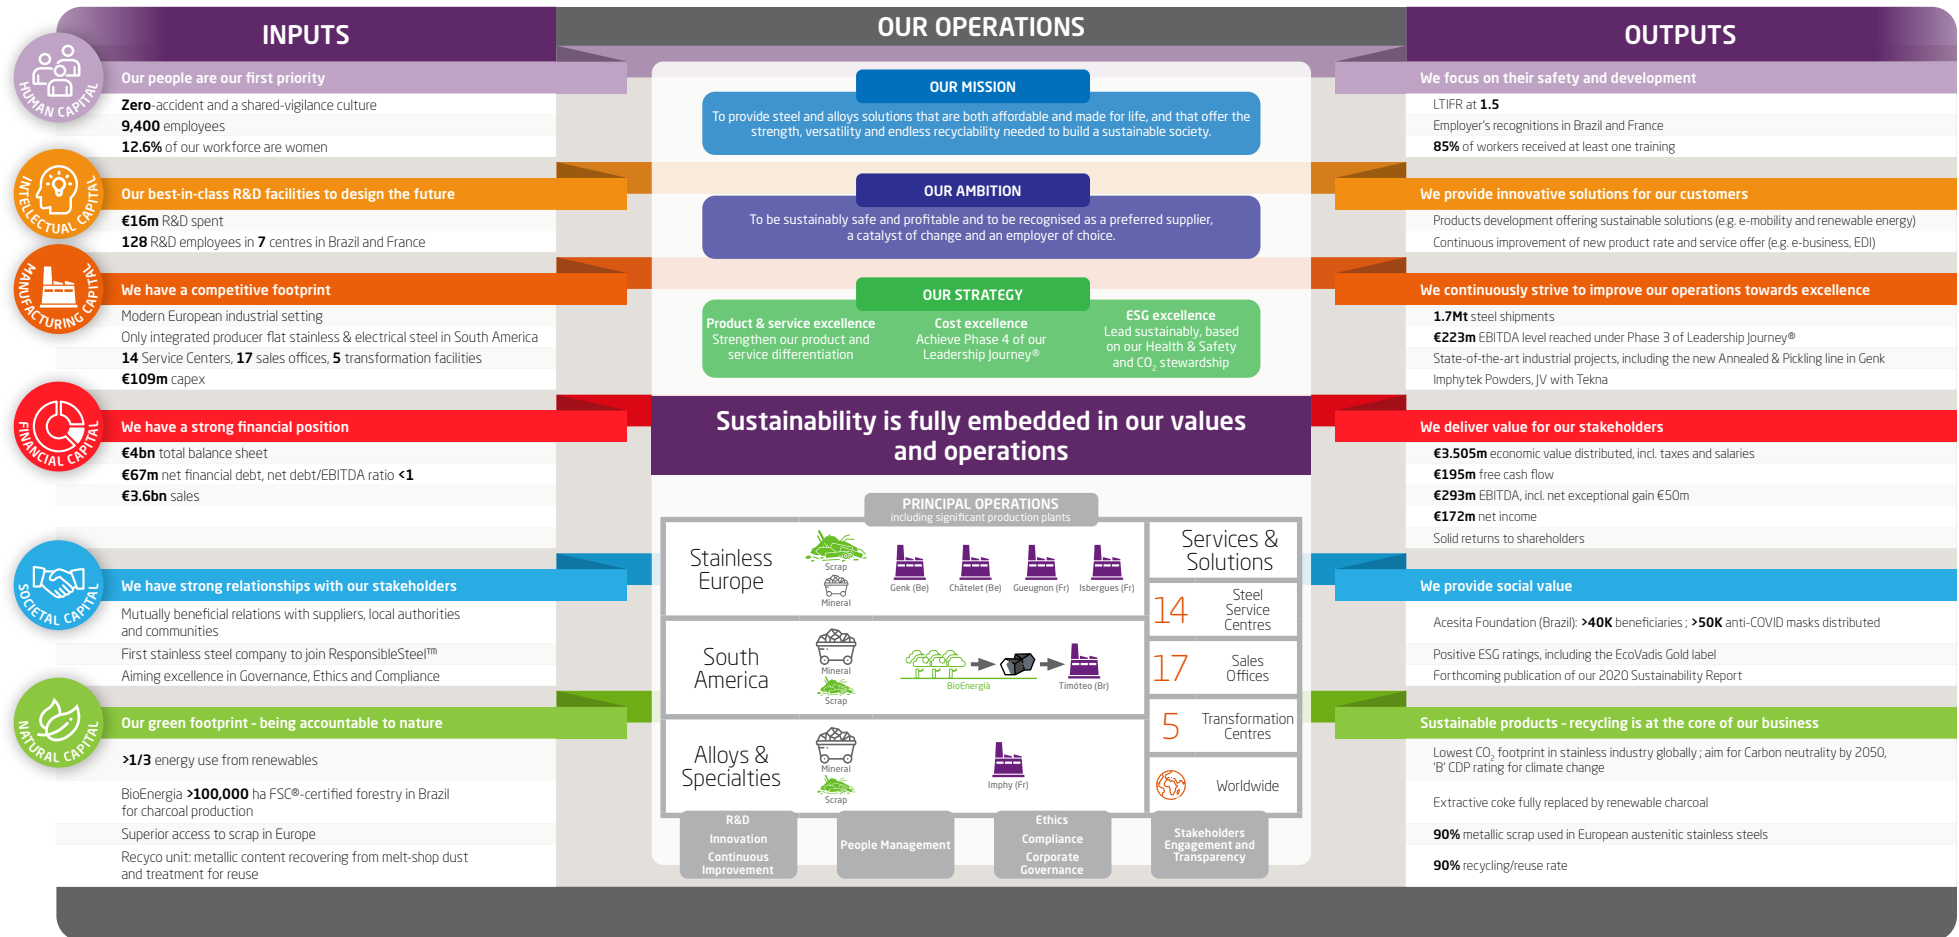 INPUTS
HUMAN CAPITAL
Our people are our first priority
Zero-accident and a shared-vigilance culture
9,400 employees
12.6% of our workforce are women
INTELLECTUAL CAPITAL
Our best-in-class R&D facilities to design the future
€16m R&D spent
128 R&D employees in 7 centres in Brazil and France
MANUFACTURING CAPITAL
We have a competitive footprint
Modern European industrial setting
Only integrated producer flat stainless & electrical steel in South America
14 Service Centers, 17 sales offices, 5 transformation facilities
€109m capex
FINANCIAL CAPITAL
We have a strong financial position
€4bn total balance sheet
€67m net financial debt, net debt/EBITDA ratio <1
€3.6bn sales
SOCIETAL CAPITAL
We have strong relationships with our stakeholders
Mutually beneficial relations with suppliers, local authorities
and communities
First stainless steel company to join ResponsibleSteel™
Aiming excellence in Governance, Ethics and Compliance
NATURAL CAPITAL
Our green footprint - being accountable to nature
>1/3 energy use from renewables
BioEnergia >100,000 ha FSC®-certified forestry in Brazil
for charcoal production
Superior access to scrap in Europe
Recyco unit: metallic content recovering from melt-shop dust
and treatment for reuse
OUR OPERATIONS
OUR MISSION
To provide steel and alloys solutions that are both affordable and made for life, and that offer the
strength, versatility and endless recyclability needed to build a sustainable society.
OUR AMBITION
To be sustainably safe and profitable and to be recognised as a preferred supplier,
a catalyst of change and an employer of choice.
OUR STRATEGY
Product & service excellence
Strengthen our product and
service differentiation
Cost excellence
Achieve Phase 4 of our
Leadership Journey®
ESG excellence
Lead sustainably, based
on our Health & Safety
and CO₂ stewardship
Sustainability is fully embedded in our values
and operations
PRINCIPAL OPERATIONS
including significant production plants
Stainless
Europe
Scrap
Mineral
Genk (Be)
Châtelet (Be)
Gueugnon (Fr)
Isbergues (Fr)
South
America
Mineral
Scrap
BioEnergià
Timóteo (Br)
Alloys &
Specialties
Mineral
Scrap
Imphy (Fr)
Services &
Solutions
14 Steel
Service
Centres
17 Sales
Offices
5 Transformation
Centres
Worldwide
R&D
Innovation
Continuous
Improvement
People Management
Ethics
Compliance
Corporate
Governance
Stakeholders
Engagement and
Transparency
OUTPUTS
We focus on their safety and development
LTIFR at 1.5
Employer's recognitions in Brazil and France
85% of workers received at least one training
We provide innovative solutions for our customers
Products development offering sustainable solutions (e.g. e-mobility and renewable energy)
Continuous improvement of new product rate and service offer (e.g. e-business, EDI)
We continuously strive to improve our operations towards excellence
1.7Mt steel shipments
€223m EBITDA level reached under Phase 3 of Leadership Journey®
State-of-the-art industrial projects, including the new Annealed & Pickling line in Genk
Imphytek Powders, JV with Tekna
We deliver value for our stakeholders
€3.505m economic value distributed, incl. taxes and salaries
€195m free cash flow
€293m EBITDA, incl. net exceptional gain €50m
€172m net income
Solid returns to shareholders
We provide social value
Acesita Foundation (Brazil): >40K beneficiaries ; >50K anti-COVID masks distributed
Positive ESG ratings, including the EcoVadis Gold label
Forthcoming publication of our 2020 Sustainability Report
Sustainable products - recycling is at the core of our business
Lowest CO₂ footprint in stainless industry globally ; aim for Carbon neutrality by 2050,
'B' CDP rating for climate change
Extractive coke fully replaced by renewable charcoal
90% metallic scrap used in European austenitic stainless steels
90% recycling/reuse rate